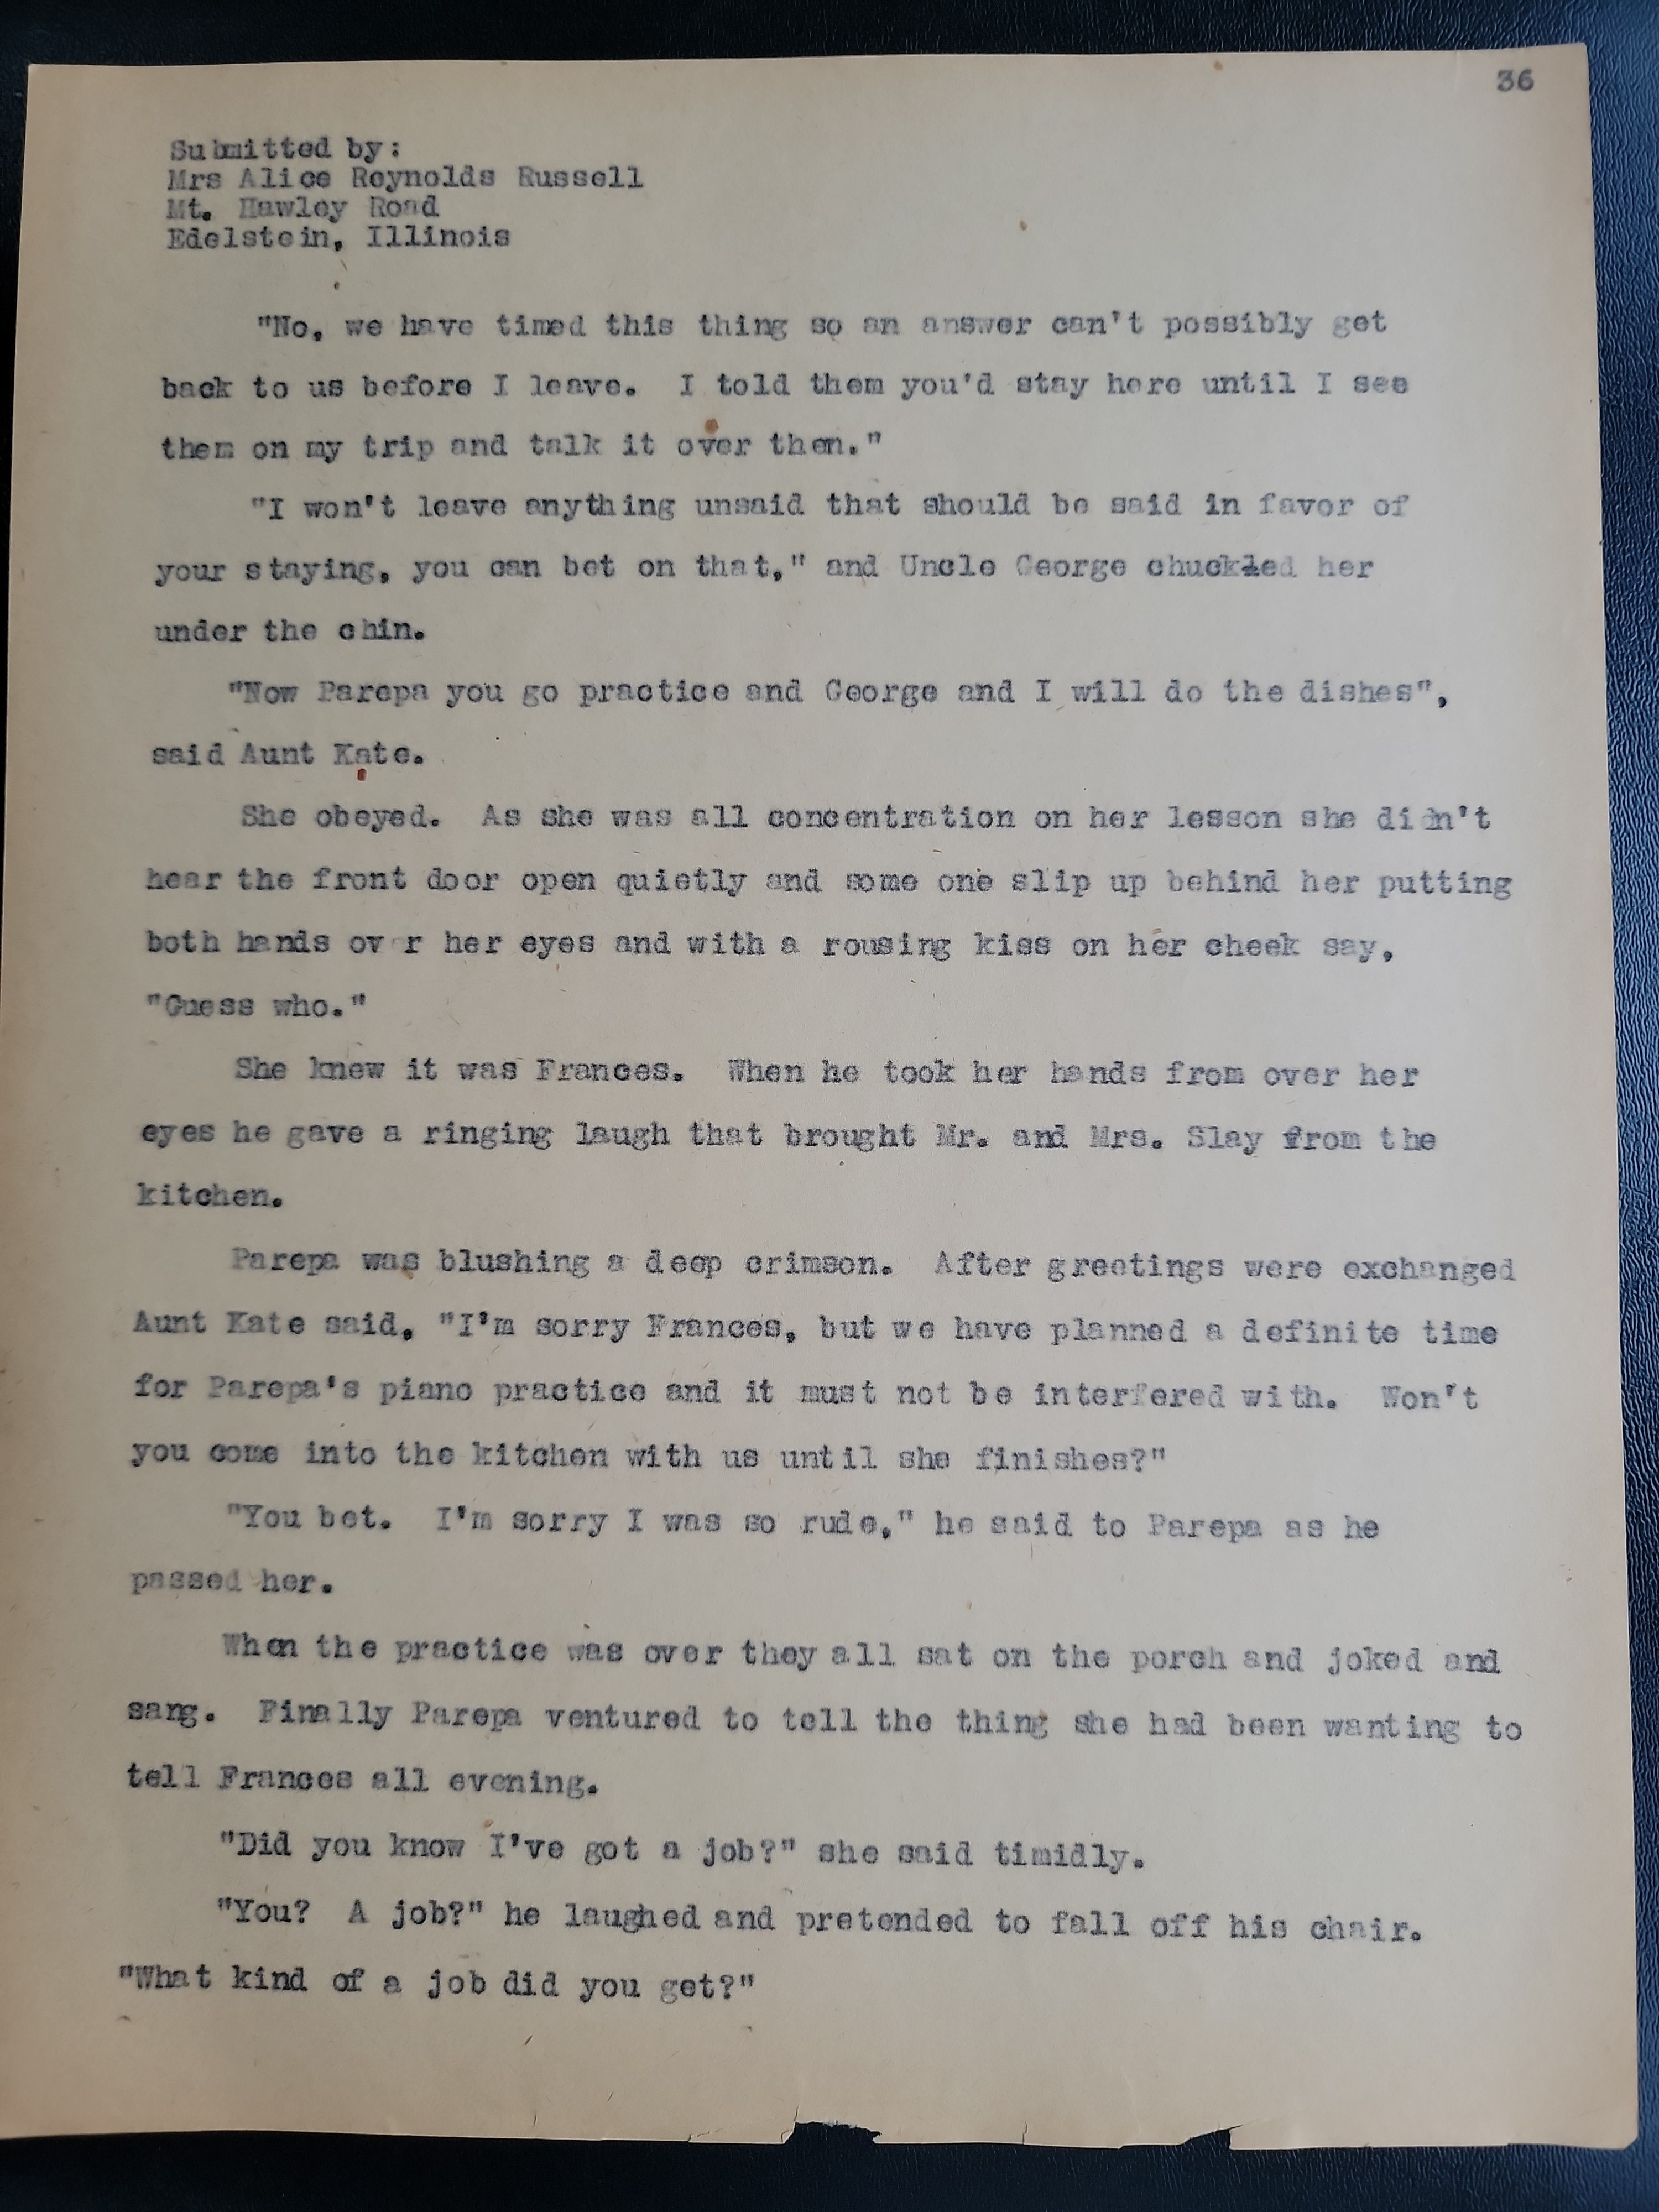 36
Submitted by:
Mrs Alice Reynolds Russell
Mt. Hawley Road
Edelstein, Illinois
"No, we have timed this thing so an answer can't possibly get
back to us before I leave.  I told them you'd stay here until I see
them on my trip and talk it over then."
"I won't leave anything unsaid that should be said in favor of
your staying, you can bet on that," and Uncle George chuckled her
under the chin.
"Now Parepa you go practice and George and I will do the dishes",
said Aunt Kate.
She obeyed.  As she was all concentration on her lesson she didn't
hear the front door open quietly and some one slip up behind her putting
both hands over her eyes and with a rousing kiss on her cheek say,
"Guess who."
She knew it was Frances.  When he took her hands from over her
eyes he gave a ringing laugh that brought Mr. and Mrs. Slay from the
kitchen.
Parepa was blushing a deep crimson.  After greetings were exchanged
Aunt Kate said, "I'm sorry Frances, but we have planned a definite time
for Parepa's piano practice and it must not be interfered with.  Won't
you come into the kitchen with us until she finishes?"
"You bet.  I'm sorry I was so rude," he said to Parepa as he
passed her.
When the practice was over they all sat on the porch and joked and
sang.  Finally Parepa ventured to tell the thing she had been wanting to
tell Frances all evening.
"Did you know I've got a job?" she said timidly.
"You?  A job?" he laughed and pretended to fall off his chair.
"What kind of a job did you get?"